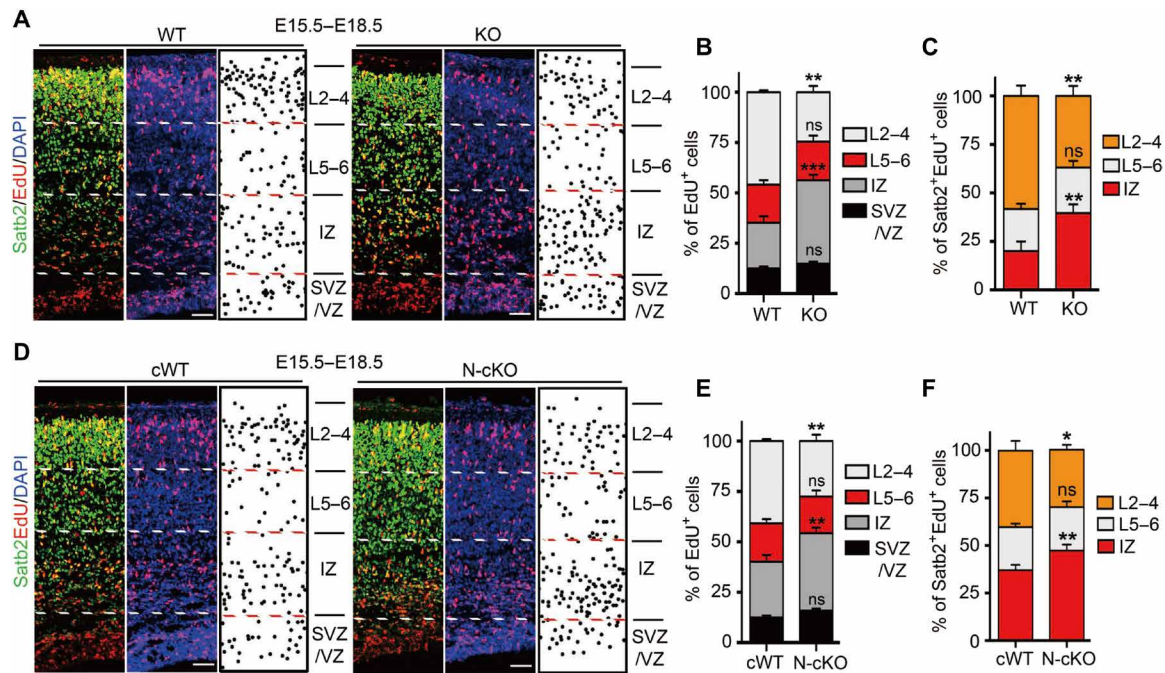 A
E15.5–E18.5
WT
KO
Satb2/EdU/DAPI
L2–4
L5–6
IZ
SVZ
/VZ
L2–4
L5–6
IZ
SVZ
/VZ
B
% of EdU+ cells
100
75
50
25
0
**
ns
***
ns
WT
KO
L2–4
L5–6
IZ
SVZ
/VZ
C
% of Satb2+EdU+ cells
100
75
50
25
0
**
ns
**
WT
KO
L2–4
L5–6
IZ
D
E15.5–E18.5
cWT
N-cKO
Satb2EdU/DAPI
L2–4
L5–6
IZ
SVZ
/VZ
L2–4
L5–6
IZ
SVZ
/VZ
E
% of EdU+ cells
100
75
50
25
0
**
ns
**
ns
cWT
N-cKO
L2–4
L5–6
IZ
SVZ
/VZ
F
% of Satb2+EdU+ cells
100
75
50
25
0
*
ns
**
cWT
N-cKO
L2–4
L5–6
IZ